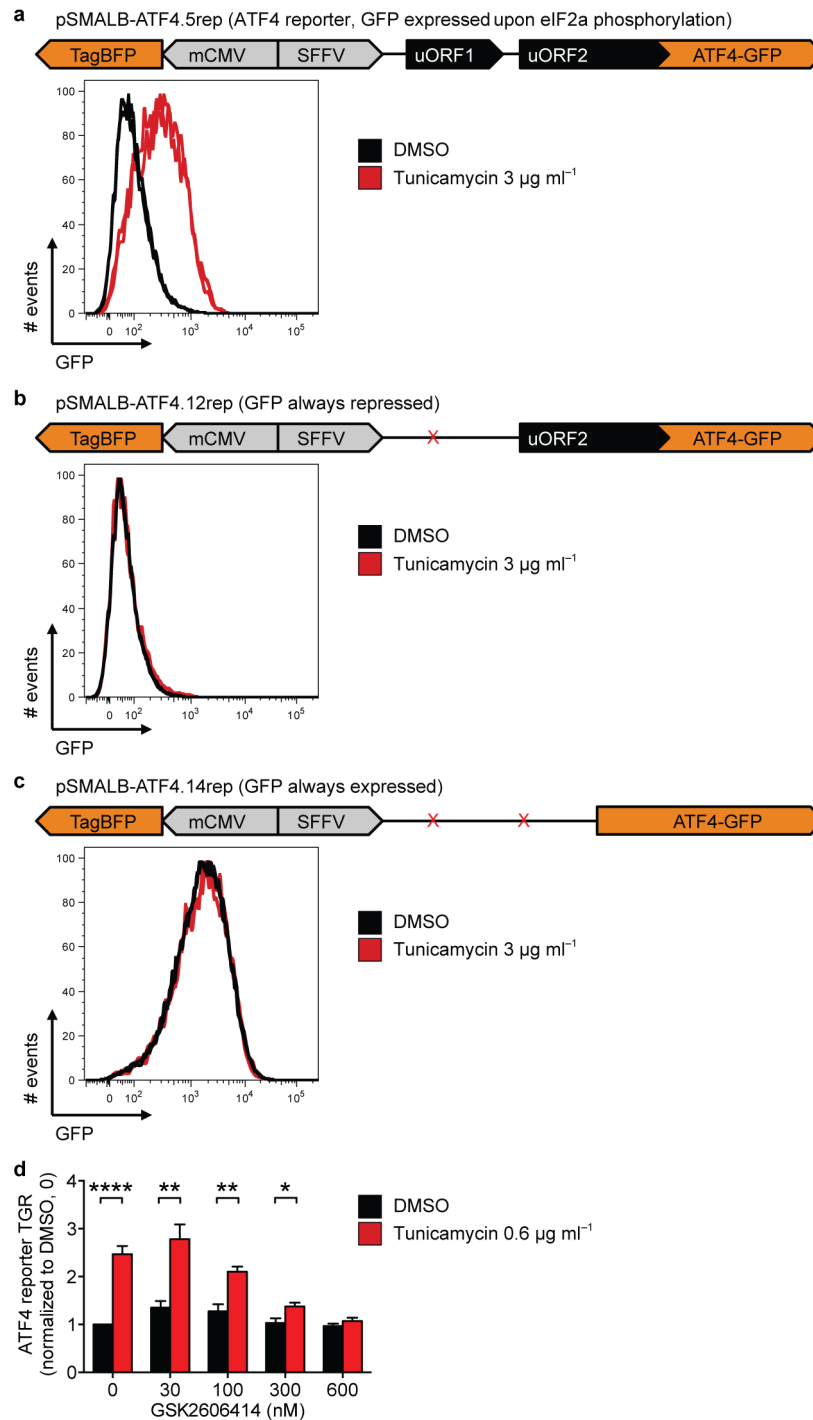 a
pSMALB-ATF4.5rep (ATF4 reporter, GFP expressed upon eIF2a phosphorylation)
TagBFP mCMV SFFV uORF1 uORF2 ATF4-GFP
100
80
60
40
20
0
0 10² 10³ 10⁴ 10⁵
# events
GFP
DMSO
Tunicamycin 3 µg ml⁻¹
b
pSMALB-ATF4.12rep (GFP always repressed)
TagBFP mCMV SFFV X uORF2 ATF4-GFP
100
80
60
40
20
0
0 10² 10³ 10⁴ 10⁵
# events
GFP
DMSO
Tunicamycin 3 µg ml⁻¹
c
pSMALB-ATF4.14rep (GFP always expressed)
TagBFP mCMV SFFV X X ATF4-GFP
100
80
60
40
20
0
0 10² 10³ 10⁴ 10⁵
# events
GFP
DMSO
Tunicamycin 3 µg ml⁻¹
d
ATF4 reporter TGR
(normalized to DMSO, 0)
4
3
2
1
0
**** ** ** *
0 30 100 300 600
GSK2606414 (nM)
DMSO
Tunicamycin 0.6 µg ml⁻¹